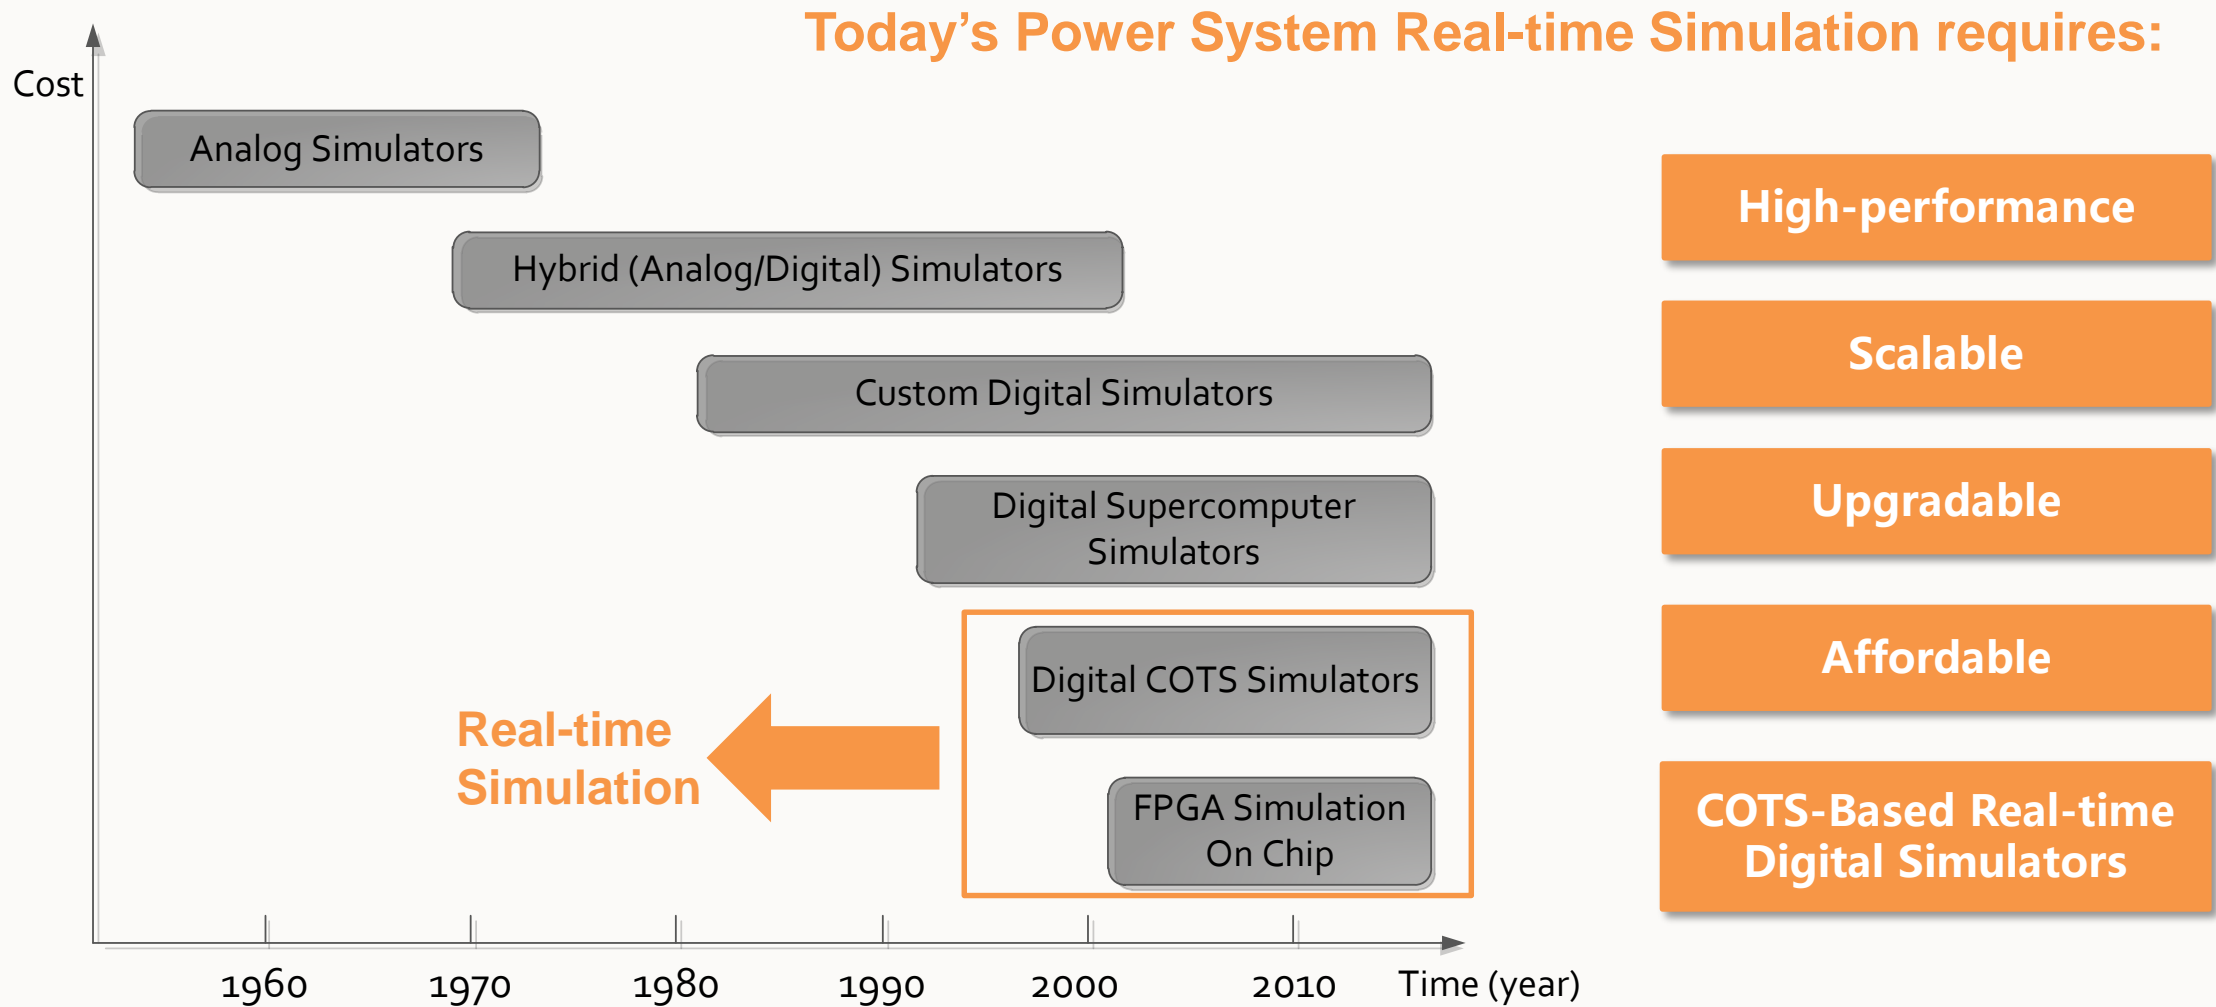 Today’s Power System Real-time Simulation requires:
Cost
Analog Simulators
Hybrid (Analog/Digital) Simulators
Custom Digital Simulators
Digital Supercomputer
Simulators
Digital COTS Simulators
FPGA Simulation
On Chip
Real-time
Simulation
1960
1970
1980
1990
2000
2010
Time (year)
High-performance
Scalable
Upgradable
Affordable
COTS-Based Real-time
Digital Simulators